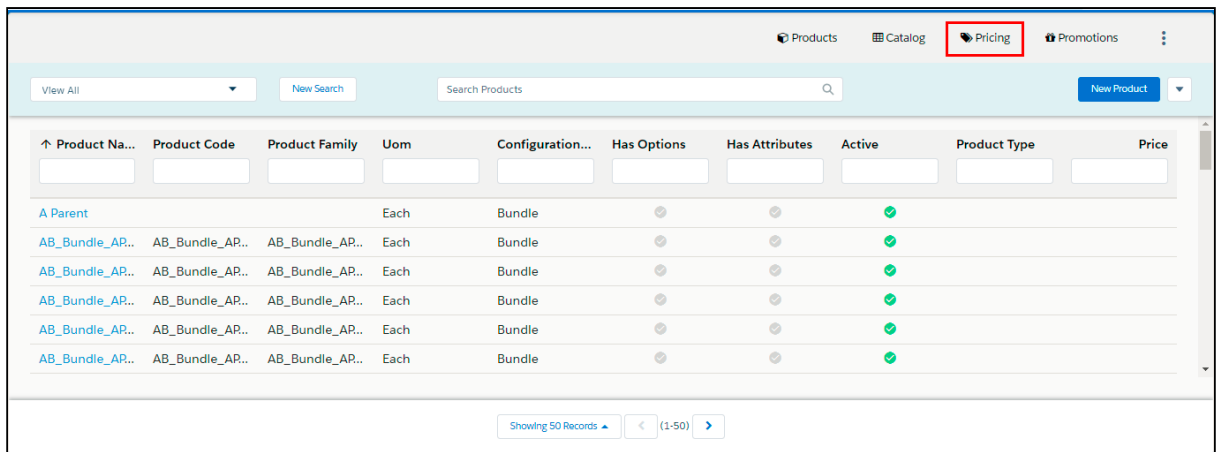 Products Catalog Pricing Promotions
View All New Search Search Products New Product
Product Na... Product Code Product Family Uom Configuration... Has Options Has Attributes Active Product Type Price
A Parent Each Bundle
AB_Bundle_AP... AB_Bundle_AP... AB_Bundle_AP... Each Bundle
AB_Bundle_AP... AB_Bundle_AP... AB_Bundle_AP... Each Bundle
AB_Bundle_AP... AB_Bundle_AP... AB_Bundle_AP... Each Bundle
AB_Bundle_AP... AB_Bundle_AP... AB_Bundle_AP... Each Bundle
AB_Bundle_AP... AB_Bundle_AP... AB_Bundle_AP... Each Bundle
Showing 50 Records (1-50)